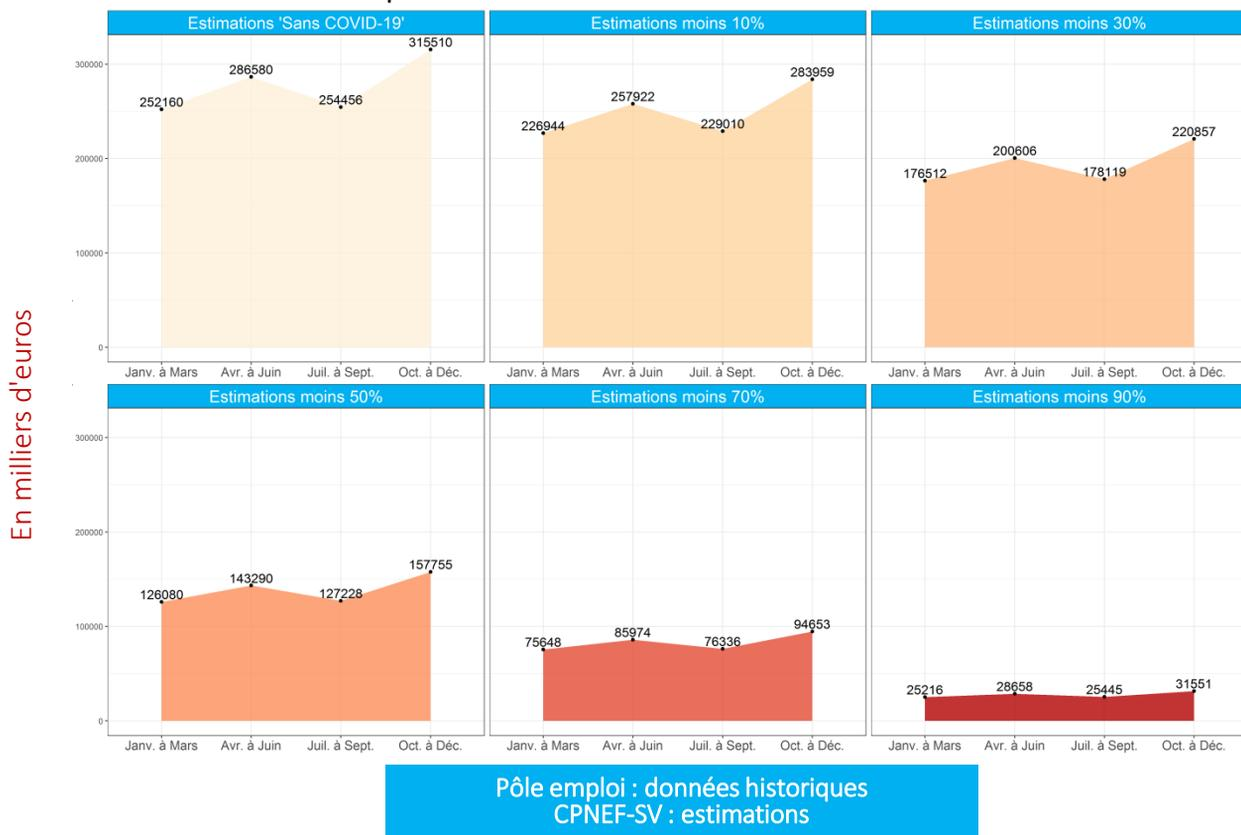 Estimations 'Sans COVID-19'
Estimations moins 10%
Estimations moins 30%
300000
200000
100000
0
252160
286580
254456
315510
226944
257922
229010
283959
176512
200606
178119
220857
Janv. à Mars
Avr. à Juin
Juil. à Sept.
Oct. à Déc.
Janv. à Mars
Avr. à Juin
Juil. à Sept.
Oct. à Déc.
Janv. à Mars
Avr. à Juin
Juil. à Sept.
Oct. à Déc.
En milliers d'euros
Estimations moins 50%
Estimations moins 70%
Estimations moins 90%
300000
200000
100000
0
126080
143290
127228
157755
75648
85974
76336
94653
25216
28658
25445
31551
Janv. à Mars
Avr. à Juin
Juil. à Sept.
Oct. à Déc.
Janv. à Mars
Avr. à Juin
Juil. à Sept.
Oct. à Déc.
Janv. à Mars
Avr. à Juin
Juil. à Sept.
Oct. à Déc.
Pôle emploi : données historiques
CPNEF-SV : estimations